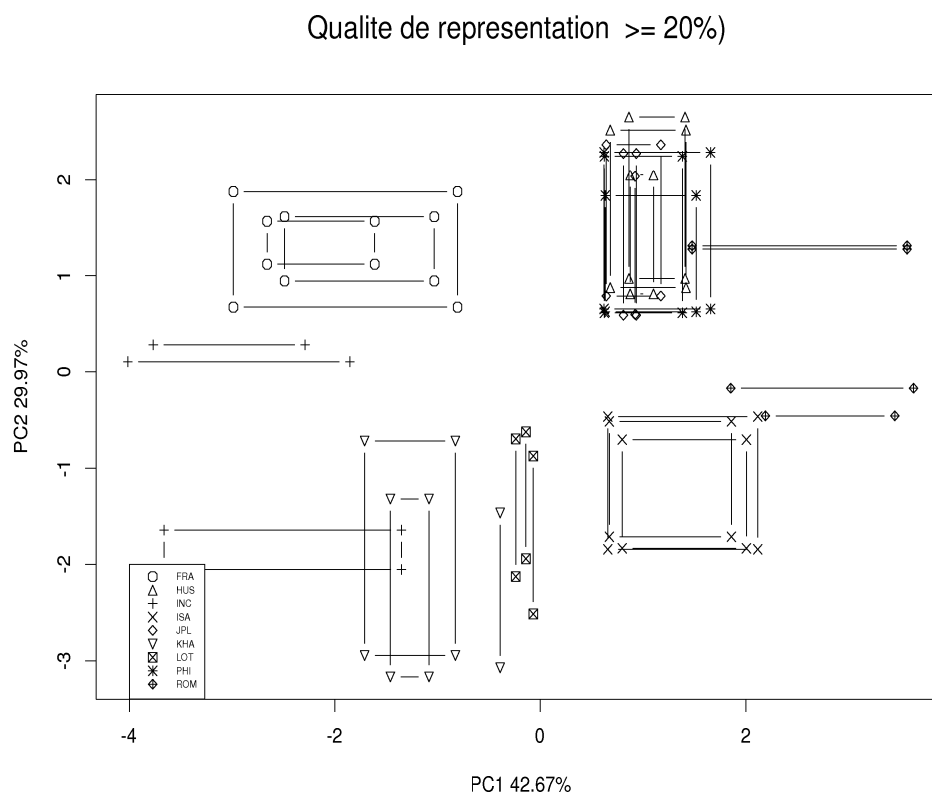 Qualite de representation >= 20%)
PC2 29.97%
2
1
0
-1
-2
-3
FRA
HUS
INC
ISA
JPL
KHA
LOT
PHI
ROM
-4 -2 0 2
PC1 42.67%